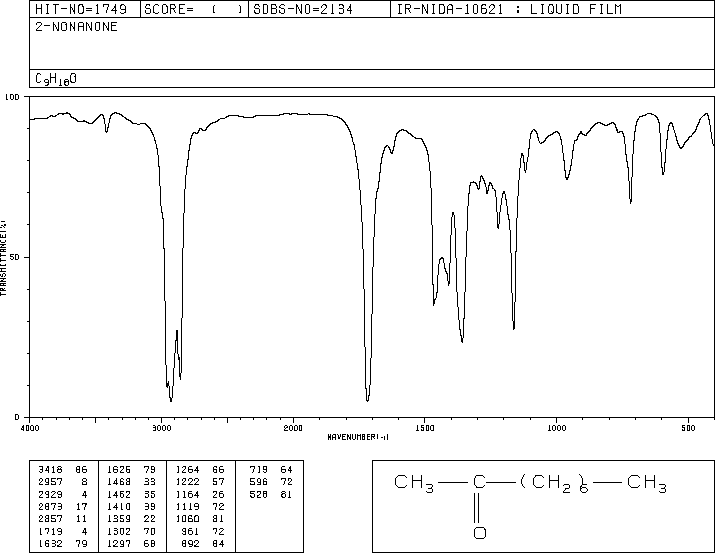 HIT-NO=1749 SCORE= ( ) SDBS-NO=2134 IR-NIDA-10621 : LIQUID FILM
2-NONANONE
C9H18O
100
50
0
TRANSMITTANCE(%)
4000 3000 2000 1500 1000 500
WAVENUMBER(-1)
3418 86 1626 79 1264 66 719 64
2957 8 1468 33 1222 57 596 72
2929 4 1462 35 1164 26 528 81
2873 17 1410 39 1119 72
2857 11 1359 22 1060 81
1719 4 1302 70 961 72
1632 79 1297 68 892 84
CH3—C—(CH2)6—CH3
O